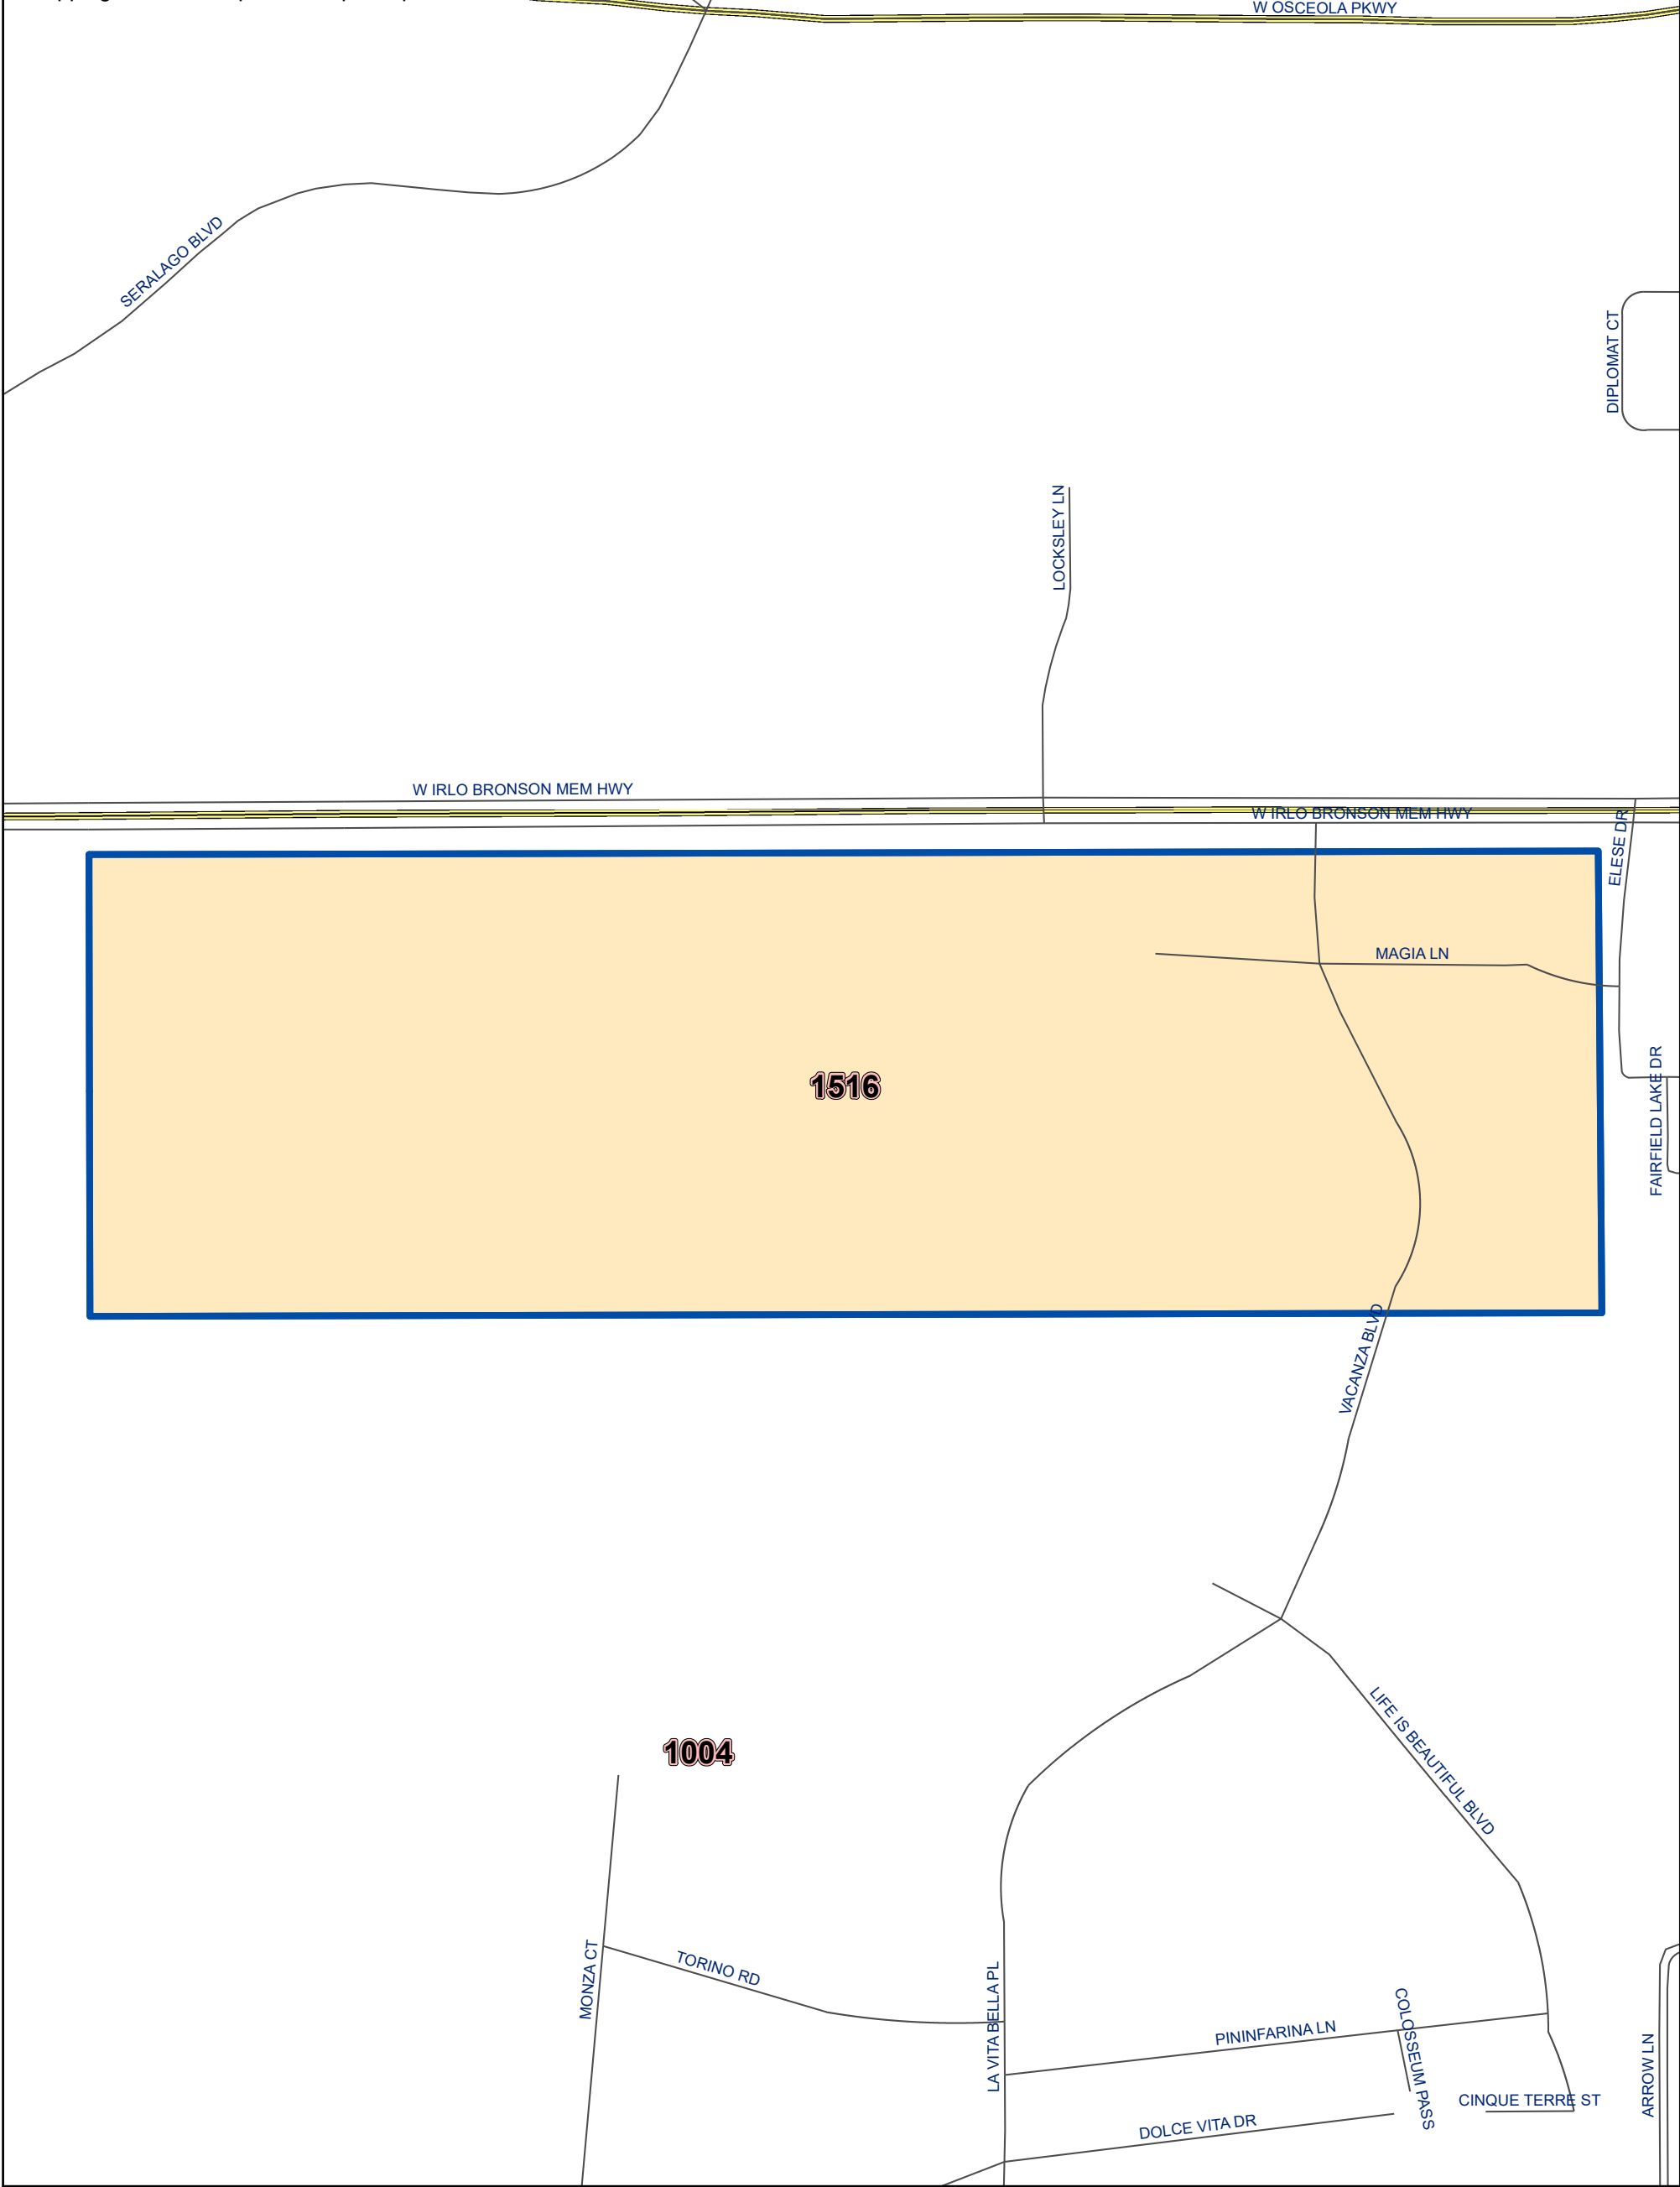 W OSCEOLA PKWY
SERALAGO BLVD
DIPLOMAT CT
LOCKSLEY LN
W IRLO BRONSON MEM HWY
W IRLO BRONSON MEM HWY
ELESE DR
MAGIA LN
1516
FAIRFIELD LAKE DR
VACANZA BLVD
LIFE IS BEAUTIFUL BLVD
1004
MONZA CT
TORINO RD
LA VITA BELLA PL
PININFARINA LN
COLOSSEUM PASS
ARROW LN
CINQUE TERRE ST
DOLCE VITA DR